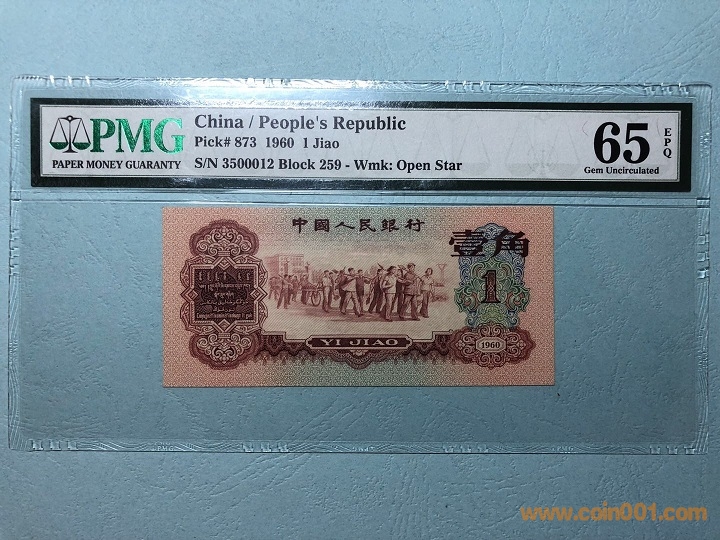 PMG
PAPER MONEY GUARANTY
China / People's Republic
Pick# 873 1960 1 Jiao
S/N 3500012 Block 259 - Wmk: Open Star
65
EPQ
Gem Uncirculated
中國人民銀行
壹角
1
YI JIAO
1960
www.coin001.com